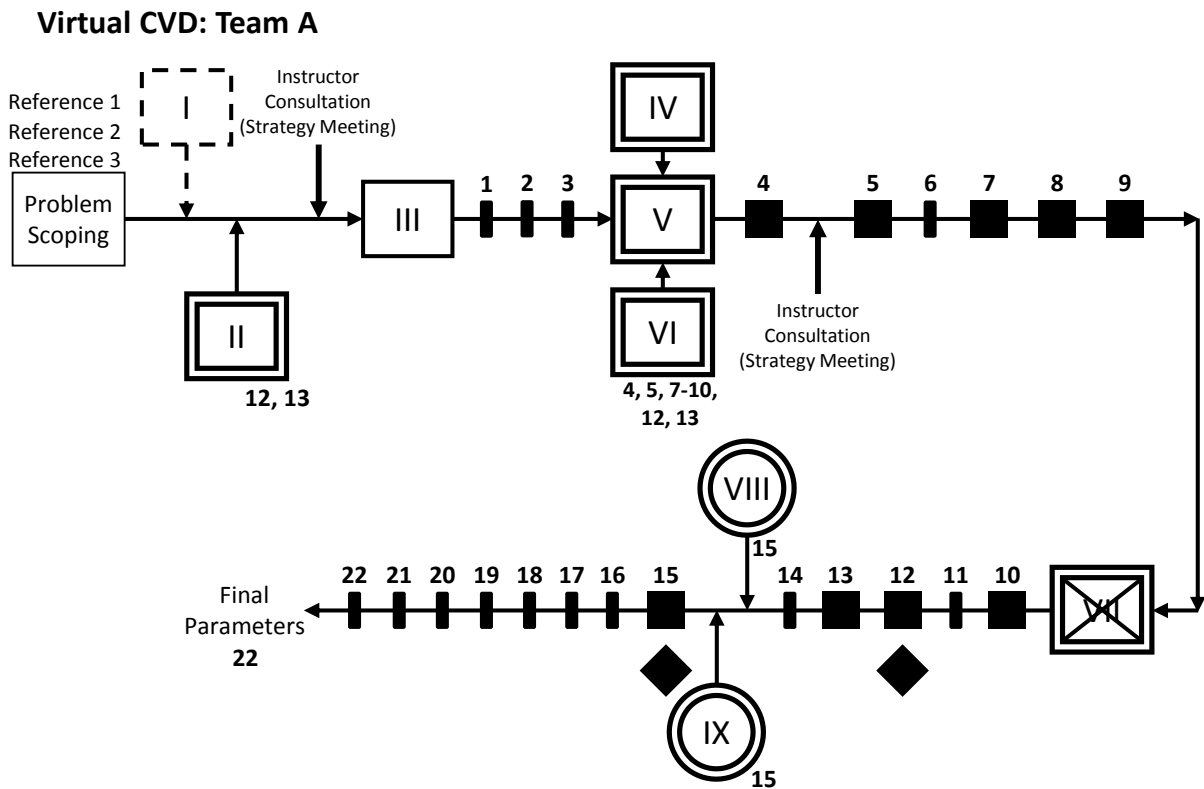 Virtual CVD: Team A
Reference 1
Reference 2
Reference 3
I
Instructor
Consultation
(Strategy Meeting)
Problem
Scoping
II
12, 13
III
1
2
3
IV
V
VI
4, 5, 7-10,
12, 13
4
Instructor
Consultation
(Strategy Meeting)
5
6
7
8
9
VII
10
11
12
13
14
VIII
15
IX
15
15
16
17
18
19
20
21
22
Final
Parameters
22